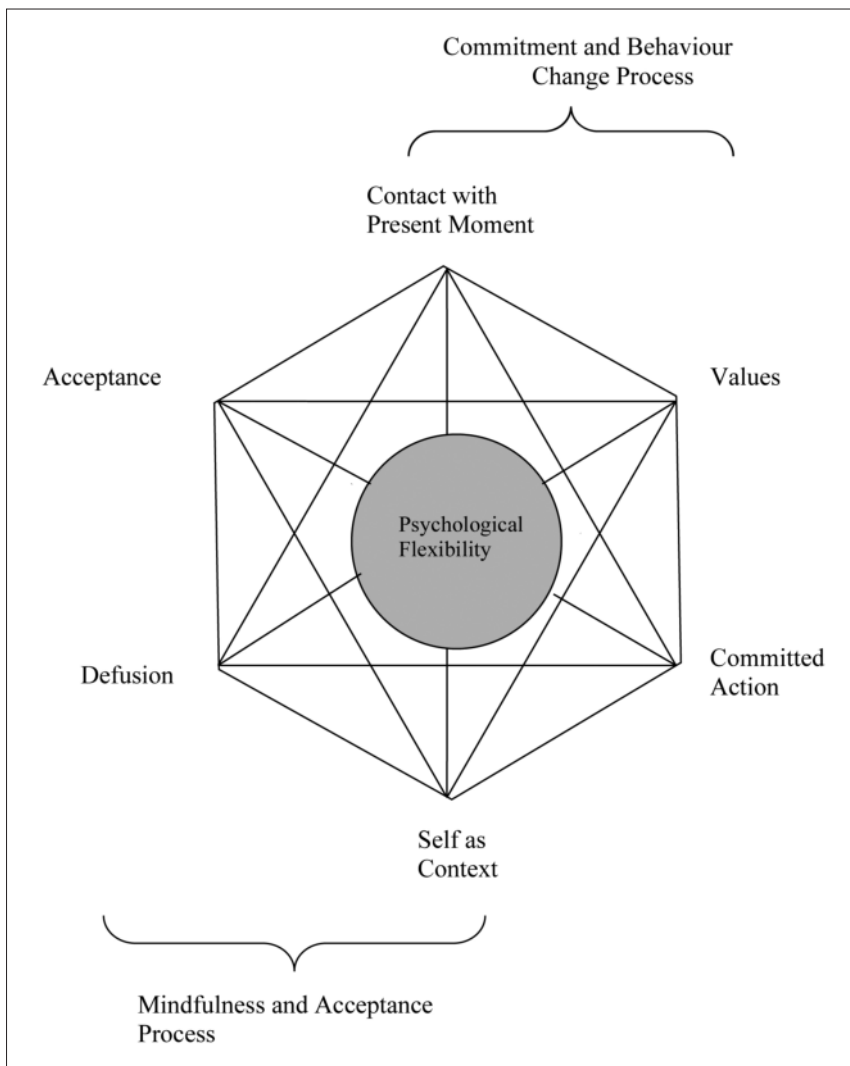 Commitment and Behaviour
Change Process
Contact with
Present Moment
Acceptance
Values
Psychological
Flexibility
Defusion
Committed
Action
Self as
Context
Mindfulness and Acceptance
Process